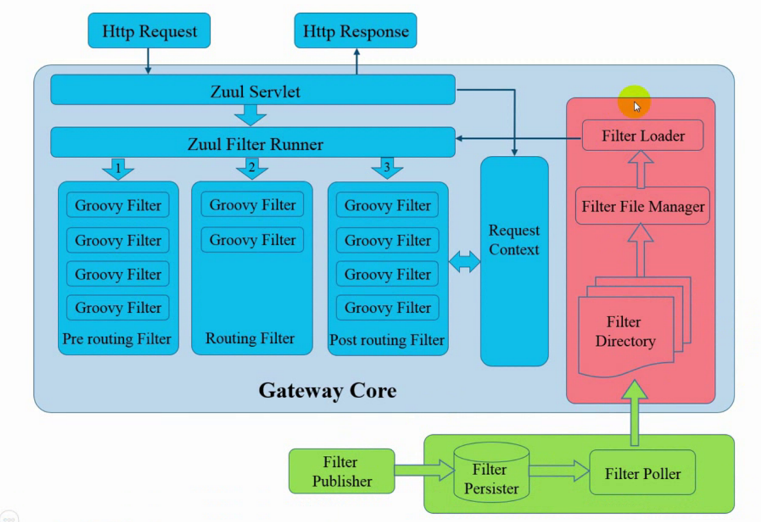 Http Request
Http Response
Zuul Servlet
Zuul Filter Runner
1
2
3
Groovy Filter
Groovy Filter
Groovy Filter
Groovy Filter
Pre routing Filter
Groovy Filter
Groovy Filter
Routing Filter
Groovy Filter
Groovy Filter
Groovy Filter
Groovy Filter
Post routing Filter
Request
Context
Filter Loader
Filter File Manager
Filter
Directory
Gateway Core
Filter
Publisher
Filter
Persister
Filter Poller